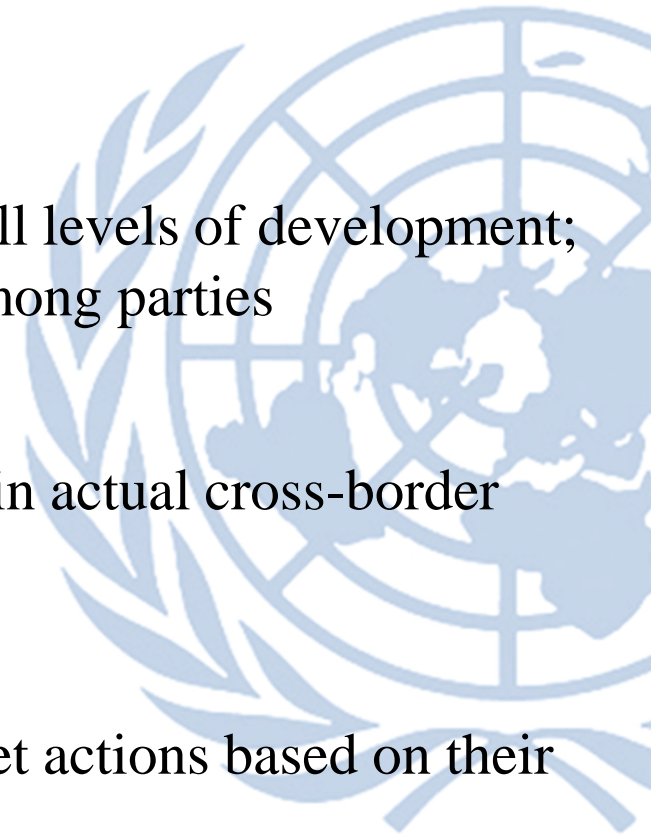 ll levels of development;
nong parties
in actual cross-border
et actions based on their